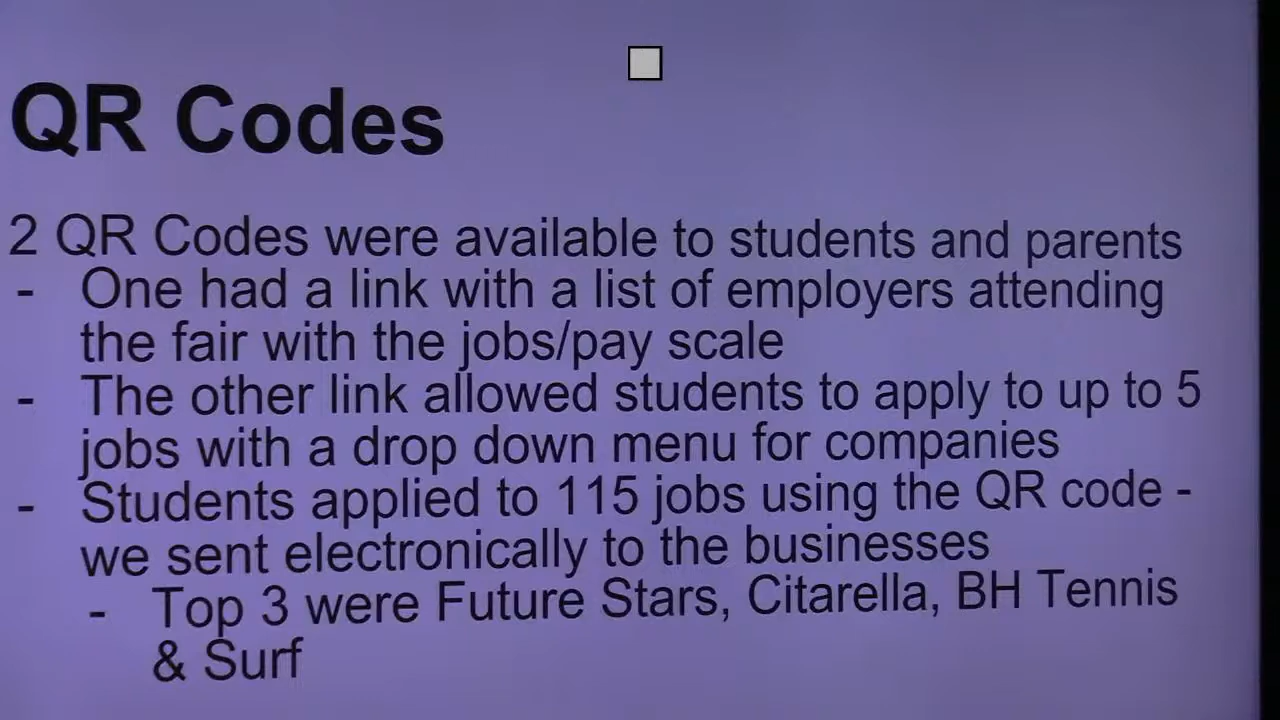 QR Codes
2 QR Codes were available to students and parents
- One had a link with a list of employers attending
the fair with the jobs/pay scale
- The other link allowed students to apply to up to 5
jobs with a drop down menu for companies
- Students applied to 115 jobs using the QR code -
we sent electronically to the businesses
- Top 3 were Future Stars, Citarella, BH Tennis
& Surf